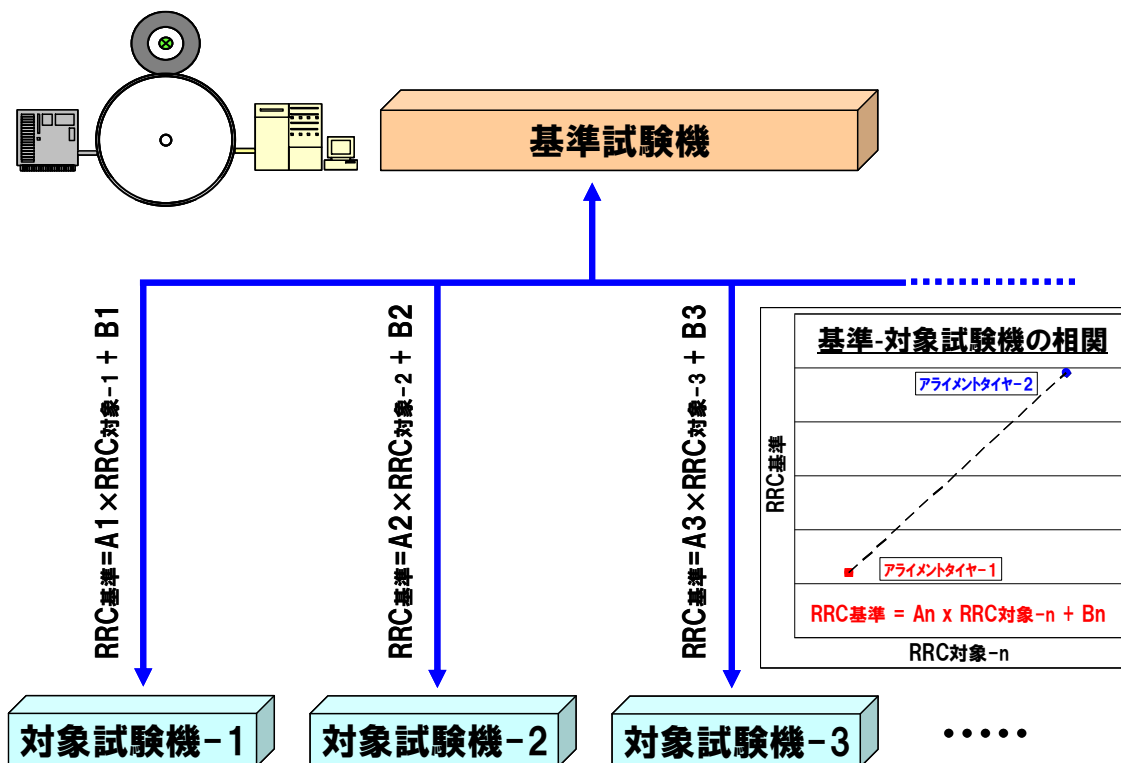 基準試験機
RRC基準=A1×RRC対象-1 + B1
RRC基準=A2×RRC対象-2 + B2
RRC基準=A3×RRC対象-3 + B3
基準-対象試験機の相関
アライメントタイヤ-2
RRC基準
アライメントタイヤ-1
RRC基準 = An x RRC対象-n + Bn
RRC対象-n
対象試験機-1
対象試験機-2
対象試験機-3
・・・・・